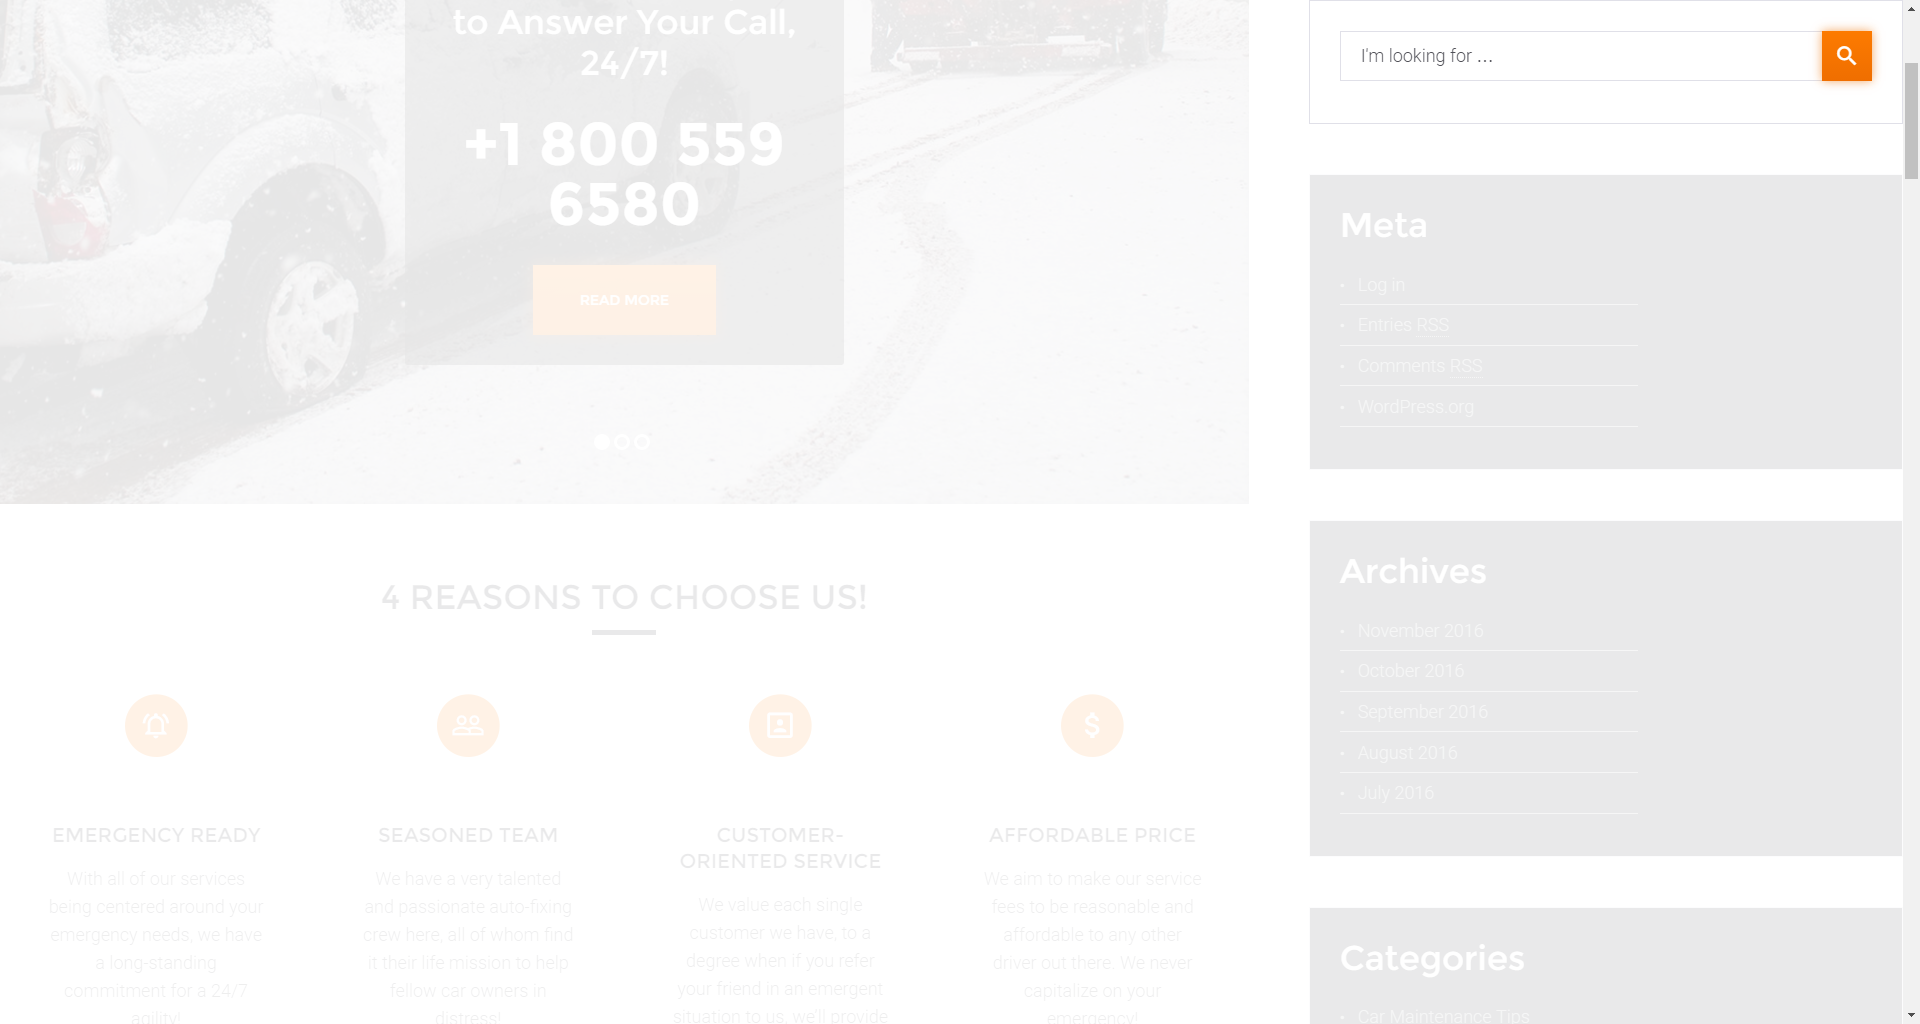 to Answer Your Call,
24/7!
+1 800 559
6580
READ MORE
4 REASONS TO CHOOSE US!
EMERGENCY READY
With all of our services
being centered around your
emergency needs, we have
a long-standing
commitment for a 24/7
agility!
SEASONED TEAM
We have a very talented
and passionate auto-fixing
crew here, all of whom find
it their life mission to help
fellow car owners in
distress!
CUSTOMER-
ORIENTED SERVICE
We value each single
customer we have, to a
degree when if you refer
your friend in an emergent
situation to us, we'll provide
AFFORDABLE PRICE
We aim to make our service
fees to be reasonable and
affordable to any other
driver out there. We never
capitalize on your
emergency!
I'm looking for …
Meta
Log in
Entries RSS
Comments RSS
WordPress.org
Archives
November 2016
October 2016
September 2016
August 2016
July 2016
Categories
Car Maintenance Tips